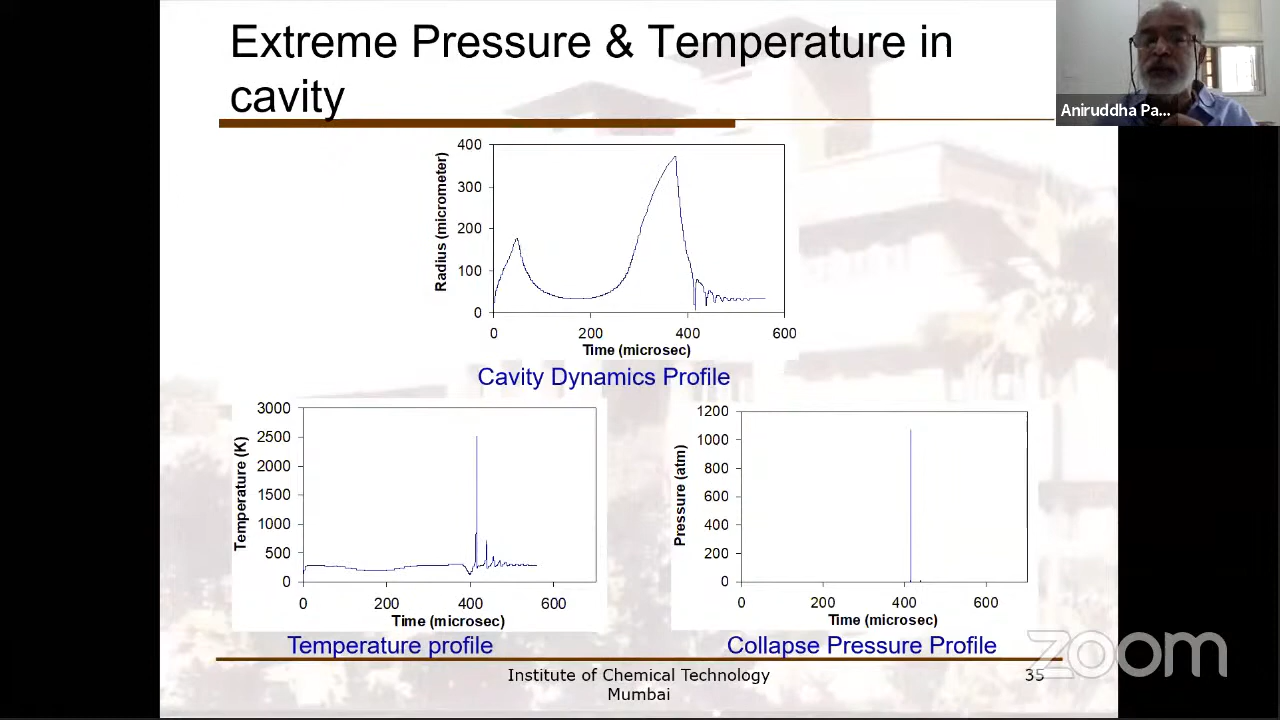 Extreme Pressure & Temperature in
cavity
Aniruddha Pa...
400
300
200
100
0
Radius (micrometer)
0 200 400 600
Time (microsec)
Cavity Dynamics Profile
3000
2500
2000
1500
1000
500
0
Temperature (K)
0 200 400 600
Time (microsec)
Temperature profile
1200
1000
800
600
400
200
0
Pressure (atm)
0 200 400 600
Time (microsec)
Collapse Pressure Profile
Institute of Chemical Technology
Mumbai
35
zoom